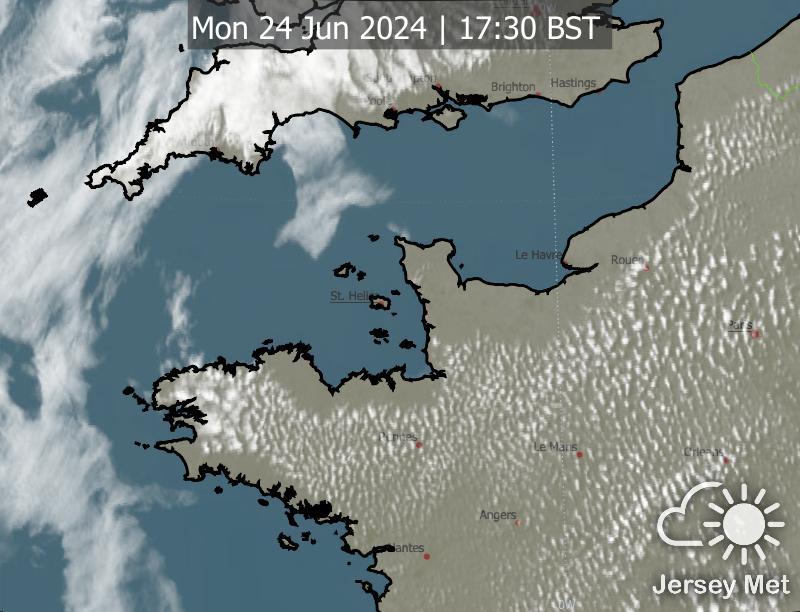 Mon 24 Jun 2024 | 17:30 BST
Brighton
Hastings
Le Havre
Rouen
St. Helier
Paris
Rennes
Le Mans
Orleans
Angers
Nantes
0W
Jersey Met